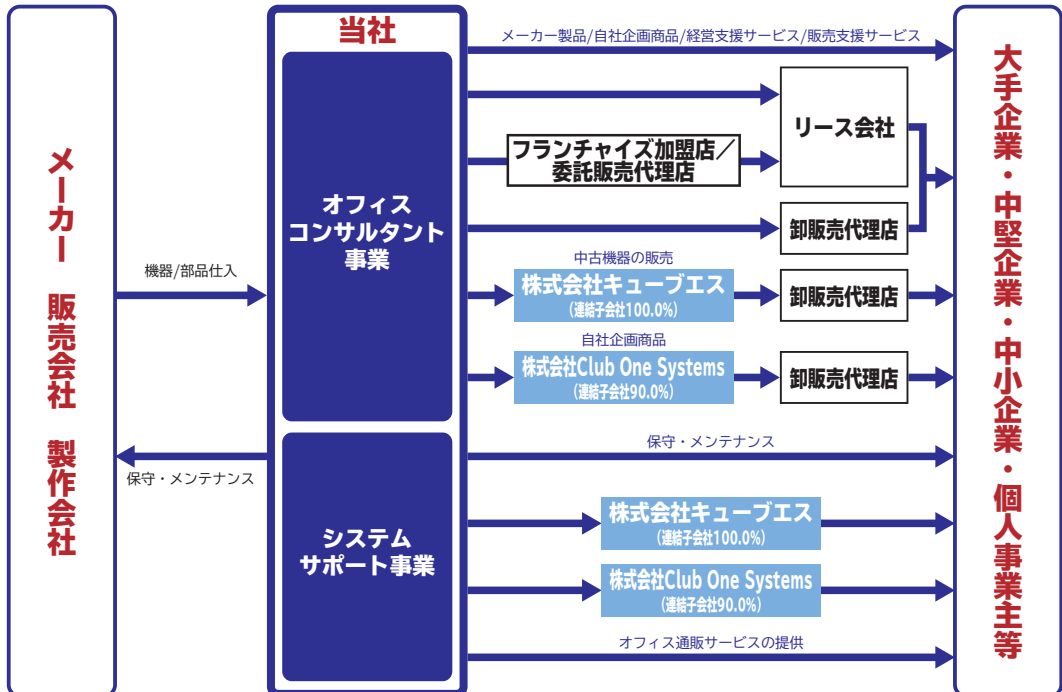 メーカー 販売会社 製作会社
機器/部品仕入
保守・メンテナンス
当社
オフィス
コンサルタント
事業
システム
サポート事業
メーカー製品/自社企画商品/経営支援サービス/販売支援サービス
リース会社
フランチャイズ加盟店／
委託販売代理店
卸販売代理店
中古機器の販売
株式会社キューブエス
（連結子会社100.0%）
卸販売代理店
自社企画商品
株式会社Club One Systems
（連結子会社90.0%）
卸販売代理店
保守・メンテナンス
株式会社キューブエス
（連結子会社100.0%）
株式会社Club One Systems
（連結子会社90.0%）
オフィス通販サービスの提供
大手企業・中堅企業・中小企業・個人事業主等